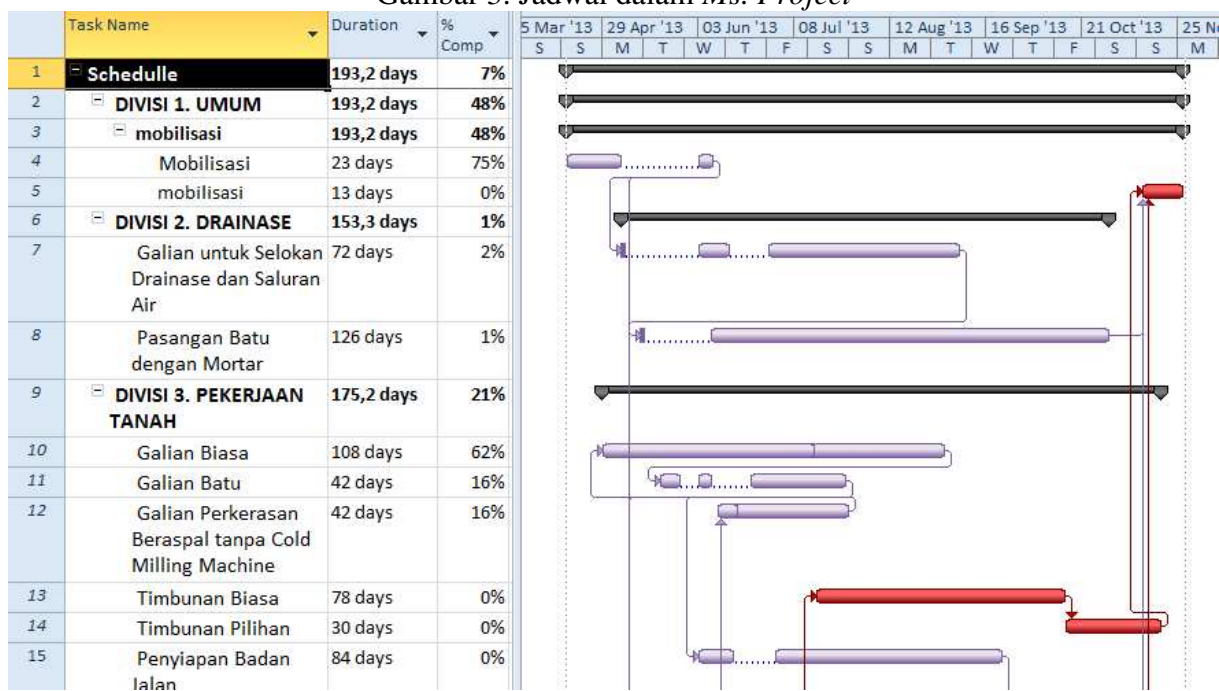 Gambar 5. Jadwal dalam Ms. Project
Task Name Duration % Comp
5 Mar '13 29 Apr '13 03 Jun '13 08 Jul '13 12 Aug '13 16 Sep '13 21 Oct '13 25 N
S S M T W T F S S M T W T F S S M
1 Schedulle 193,2 days 7%
2 DIVISI 1. UMUM 193,2 days 48%
3 mobilisasi 193,2 days 48%
4 Mobilisasi 23 days 75%
5 mobilisasi 13 days 0%
6 DIVISI 2. DRAINASE 153,3 days 1%
7 Galian untuk Selokan 72 days 2%
Drainase dan Saluran
Air
8 Pasangan Batu 126 days 1%
dengan Mortar
9 DIVISI 3. PEKERJAAN 175,2 days 21%
TANAH
10 Galian Biasa 108 days 62%
11 Galian Batu 42 days 16%
12 Galian Perkerasan 42 days 16%
Beraspal tanpa Cold
Milling Machine
13 Timbunan Biasa 78 days 0%
14 Timbunan Pilihan 30 days 0%
15 Penyiapan Badan 84 days 0%
Jalan